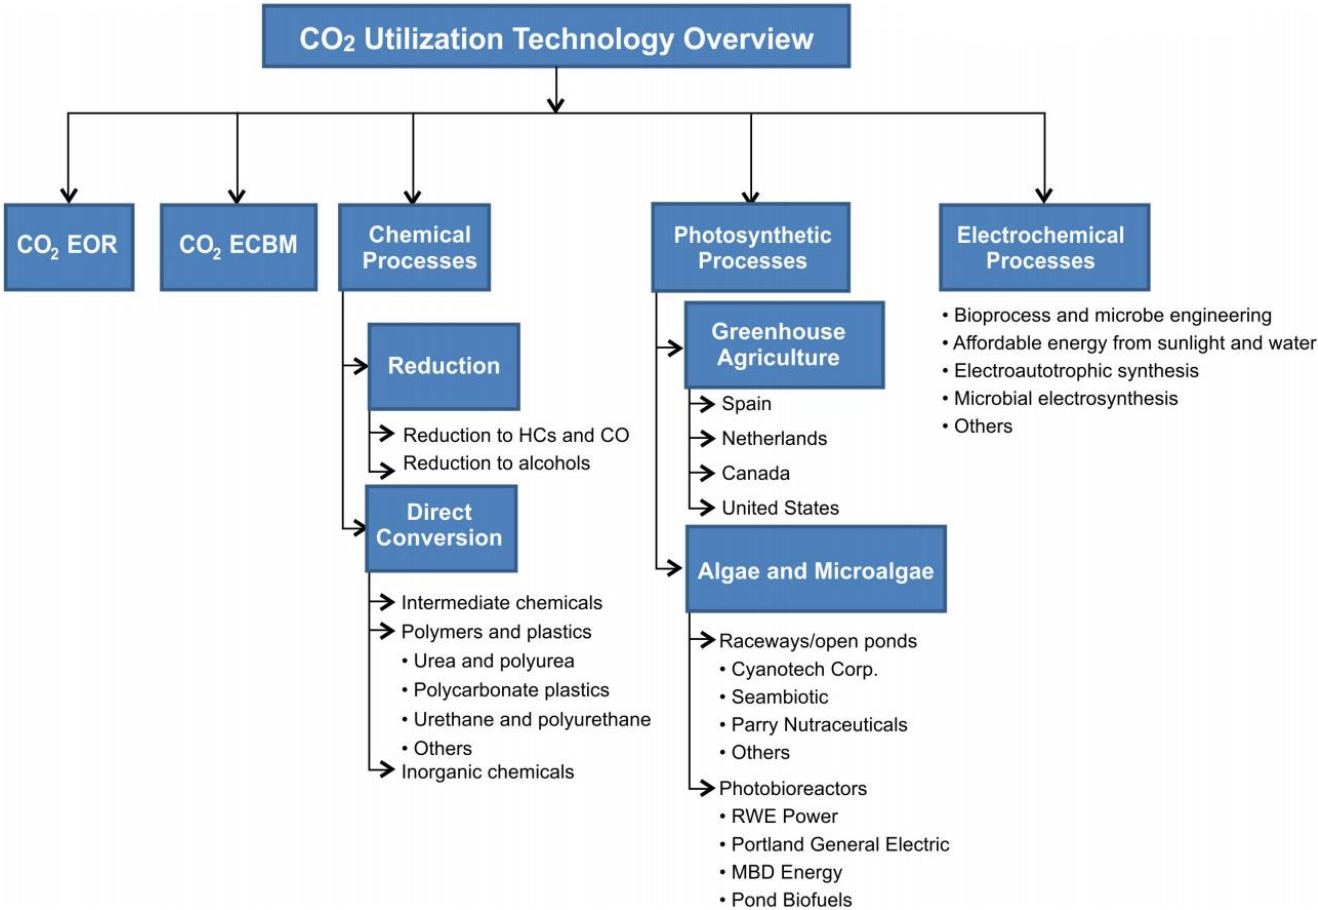 CO₂ Utilization Technology Overview
CO₂ EOR
CO₂ ECBM
Chemical
Processes
Reduction
Reduction to HCs and CO
Reduction to alcohols
Direct
Conversion
Intermediate chemicals
Polymers and plastics
• Urea and polyurea
• Polycarbonate plastics
• Urethane and polyurethane
• Others
Inorganic chemicals
Photosynthetic
Processes
Greenhouse
Agriculture
Spain
Netherlands
Canada
United States
Algae and Microalgae
Raceways/open ponds
• Cyanotech Corp.
• Seambiotic
• Parry Nutraceuticals
• Others
Photobioreactors
• RWE Power
• Portland General Electric
• MBD Energy
• Pond Biofuels
Electrochemical
Processes
• Bioprocess and microbe engineering
• Affordable energy from sunlight and water
• Electroautotrophic synthesis
• Microbial electrosynthesis
• Others